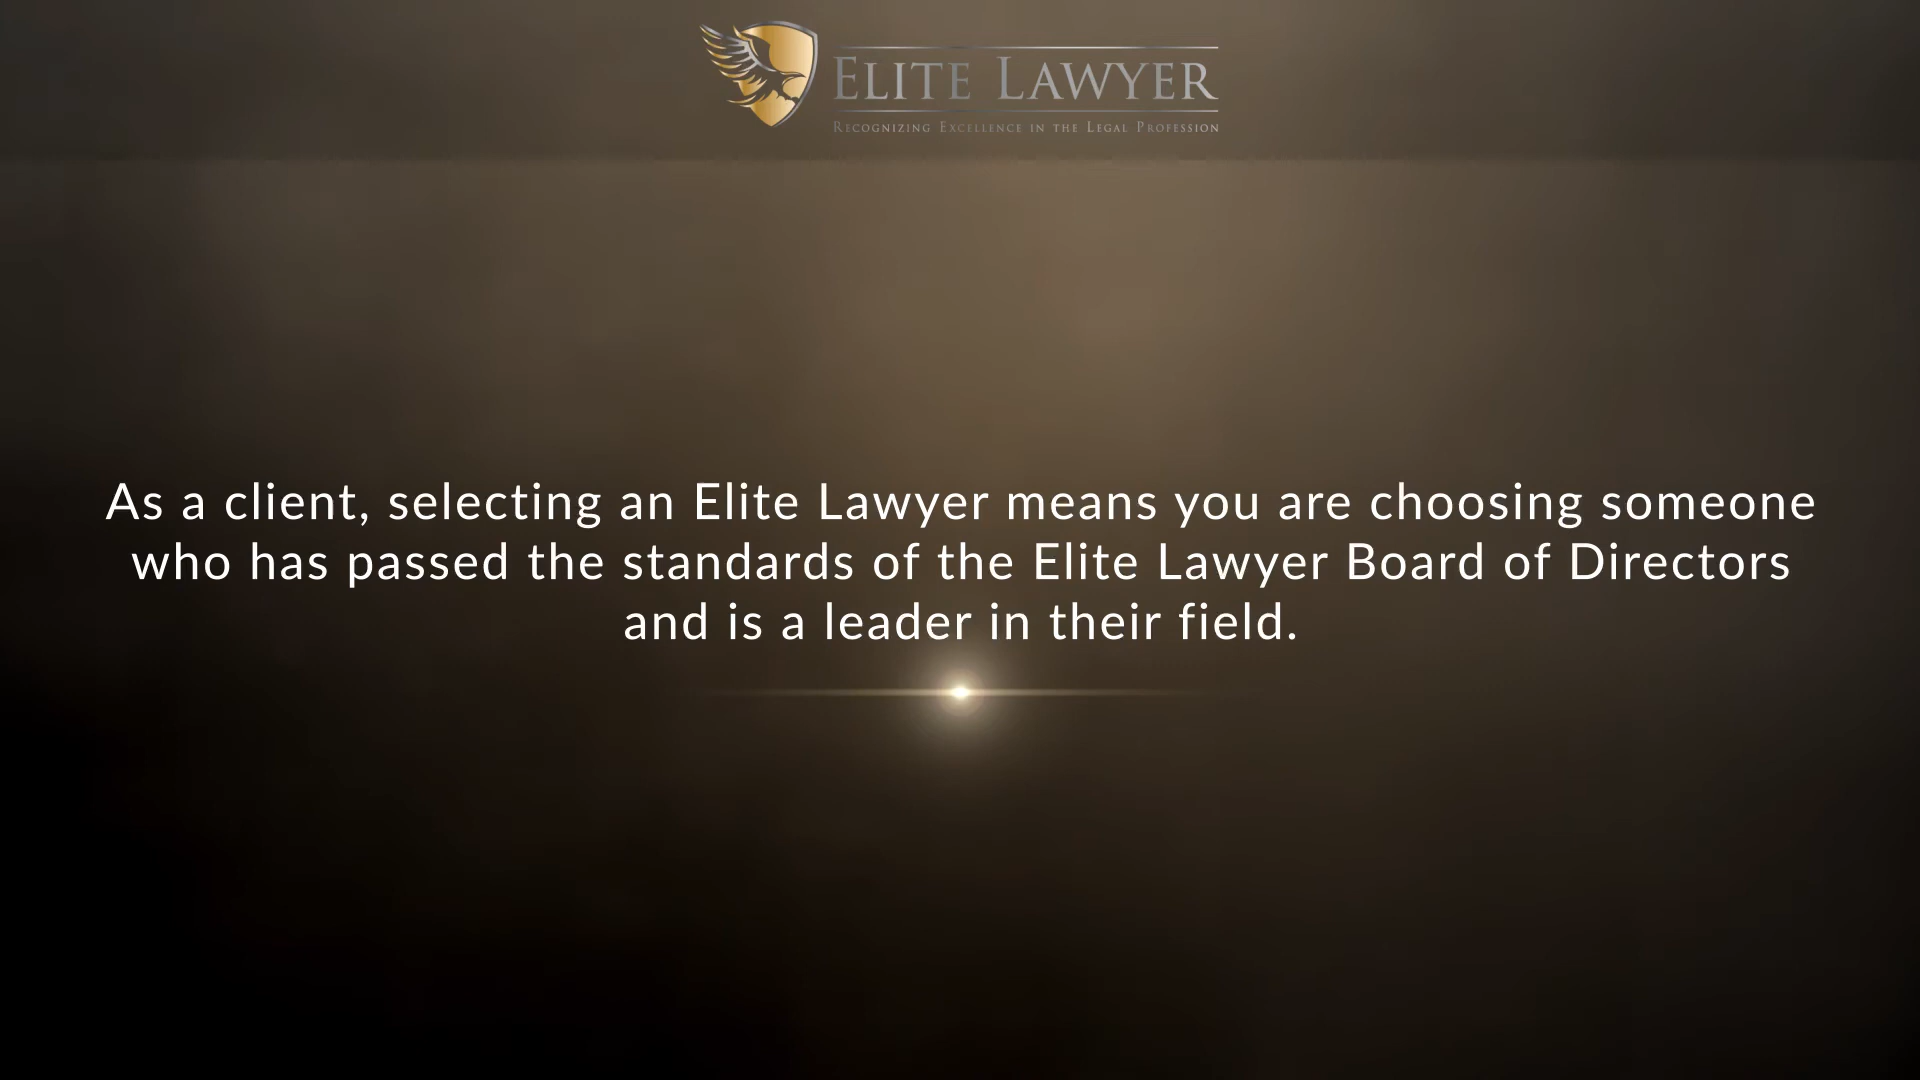 ELITE LAWYER
RECOGNIZING EXCELLENCE IN THE LEGAL PROFESSION
As a client, selecting an Elite Lawyer means you are choosing someone
who has passed the standards of the Elite Lawyer Board of Directors
and is a leader in their field.